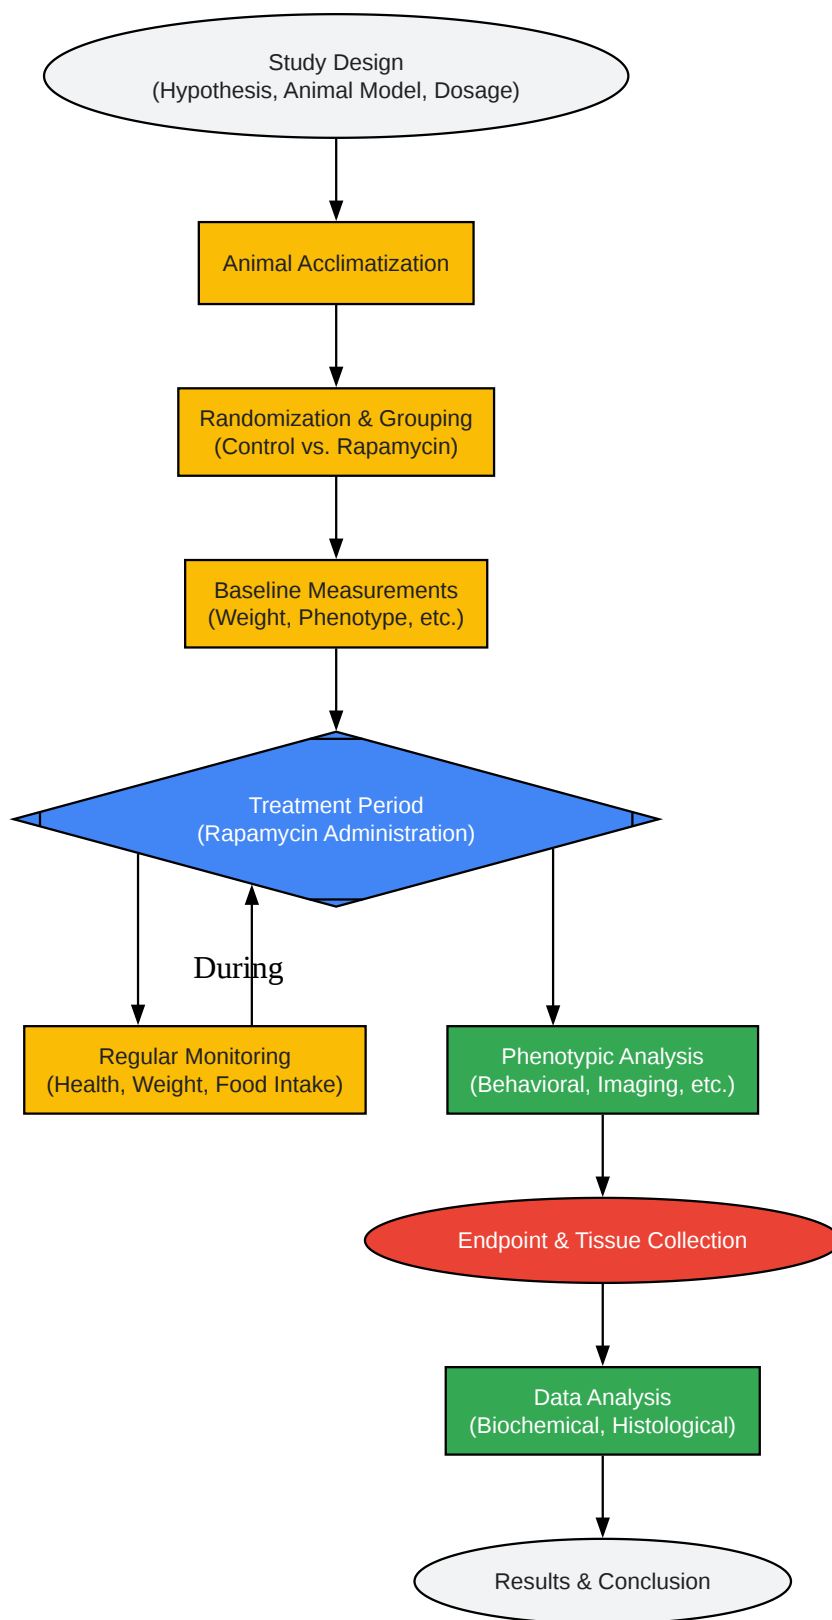 Study Design
(Hypothesis, Animal Model, Dosage)
Animal Acclimatization
Randomization & Grouping
(Control vs. Rapamycin)
Baseline Measurements
(Weight, Phenotype, etc.)
Treatment Period
(Rapamycin Administration)
During
Regular Monitoring
(Health, Weight, Food Intake)
Phenotypic Analysis
(Behavioral, Imaging, etc.)
Endpoint & Tissue Collection
Data Analysis
(Biochemical, Histological)
Results & Conclusion